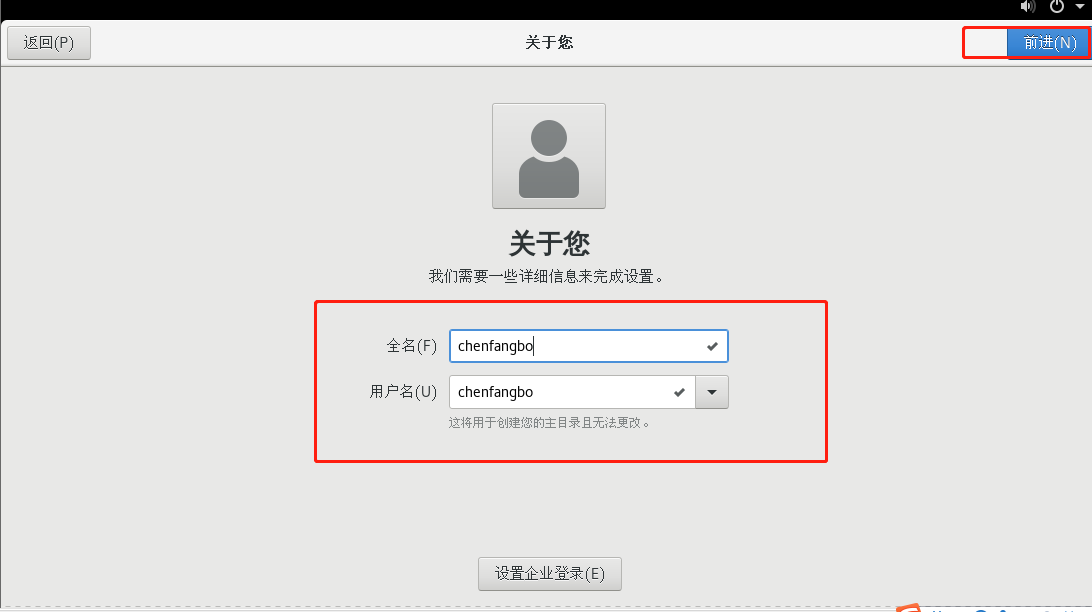 返回(P)
关于您
前进(N)
关于您
我们需要一些详细信息来完成设置。
全名(F)
chenfangbo
用户名(U)
chenfangbo
这将用于创建您的主目录且无法更改。
设置企业登录(E)